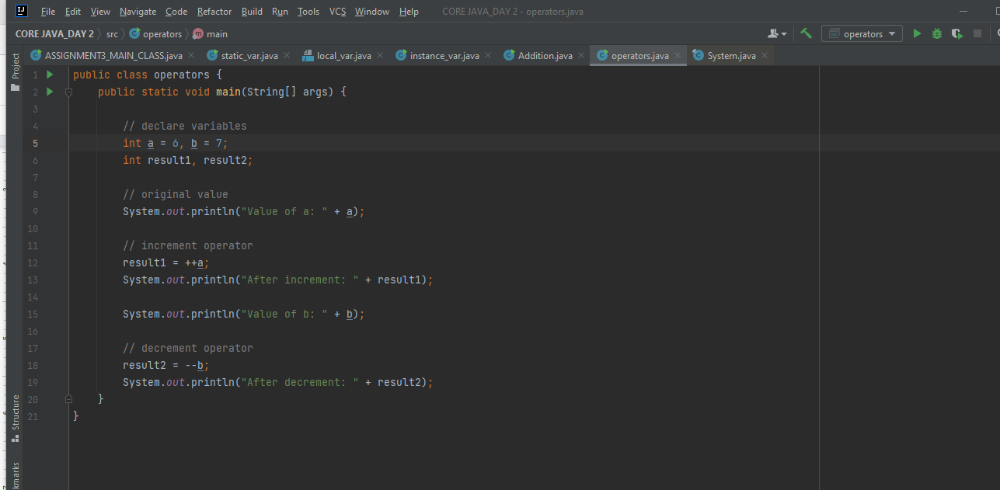 File Edit View Navigate Code Refactor Build Run Tools VCS Window Help CORE JAVA_DAY 2 - operators.java
CORE JAVA_DAY 2 src operators main operators
ASSIGNMENT3_MAIN_CLASS.java static_var.java local_var.java instance_var.java Addition.java operators.java System.java
Project
1 public class operators {
2 public static void main(String[] args) {
3
4 // declare variables
5 int a = 6, b = 7;
6 int result1, result2;
7
8 // original value
9 System.out.println("Value of a: " + a);
10
11 // increment operator
12 result1 = ++a;
13 System.out.println("After increment: " + result1);
14
15 System.out.println("Value of b: " + b);
16
17 // decrement operator
18 result2 = --b;
19 System.out.println("After decrement: " + result2);
20 }
21 }
Structure
kmarks